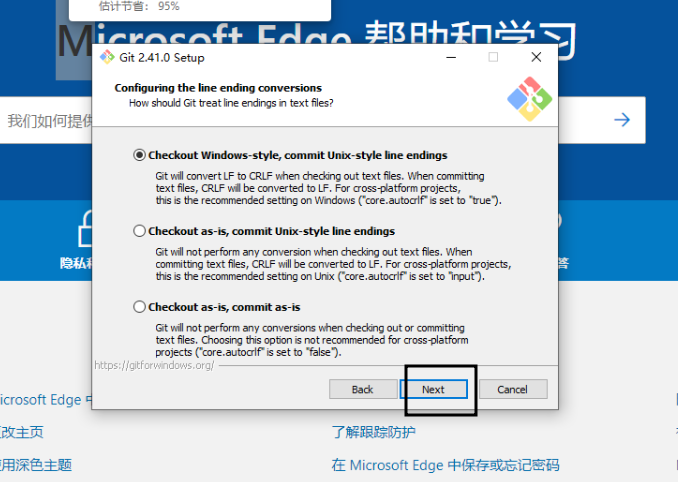 估计节省: 95%
Microsoft Edge 帮助和学习
Git 2.41.0 Setup
Configuring the line ending conversions
How should Git treat line endings in text files?
我们如何提供
Checkout Windows-style, commit Unix-style line endings
Git will convert LF to CRLF when checking out text files. When committing
text files, CRLF will be converted to LF. For cross-platform projects,
this is the recommended setting on Windows ("core.autocrlf" is set to "true").
Checkout as-is, commit Unix-style line endings
Git will not perform any conversion when checking out text files. When
committing text files, CRLF will be converted to LF. For cross-platform projects,
this is the recommended setting on Unix ("core.autocrlf" is set to "input").
隐私和
答
Checkout as-is, commit as-is
Git will not perform any conversions when checking out or committing
text files. Choosing this option is not recommended for cross-platform
projects ("core.autocrlf" is set to "false").
https://gitforwindows.org/
Back
Next
Cancel
icrosoft Edge 中
改主页
了解跟踪防护
使用深色主题
在 Microsoft Edge 中保存或忘记密码